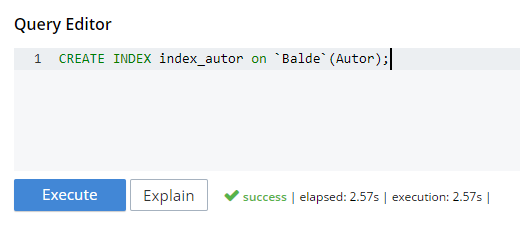 Query Editor
1 CREATE INDEX index_autor on `Balde`(Autor);
Execute Explain success | elapsed: 2.57s | execution: 2.57s |